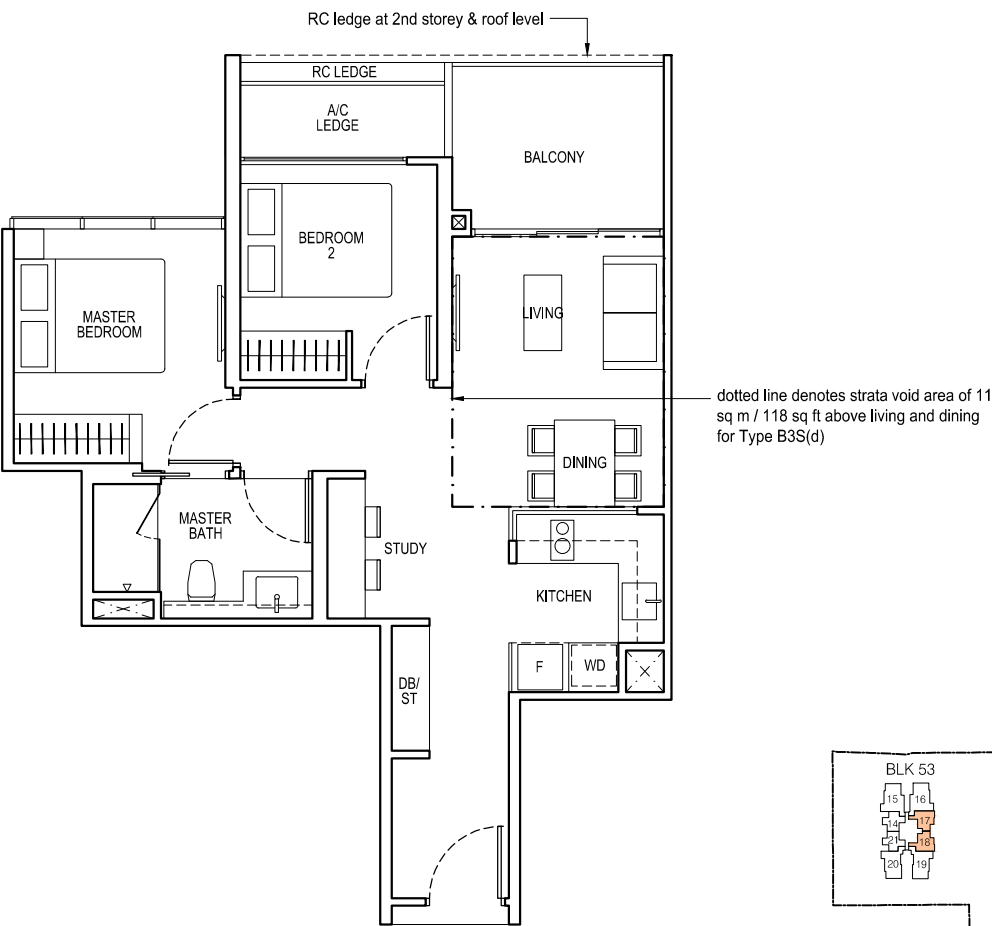 RC ledge at 2nd storey & roof level
RC LEDGE
A/C
LEDGE
BALCONY
BEDROOM
2
LIVING
MASTER
BEDROOM
dotted line denotes strata void area of 11
sq m / 118 sq ft above living and dining
for Type B3S(d)
DINING
MASTER
BATH
STUDY
KITCHEN
F
WD
DB/
ST
BLK 53
15
16
14
17
21
18
20
19